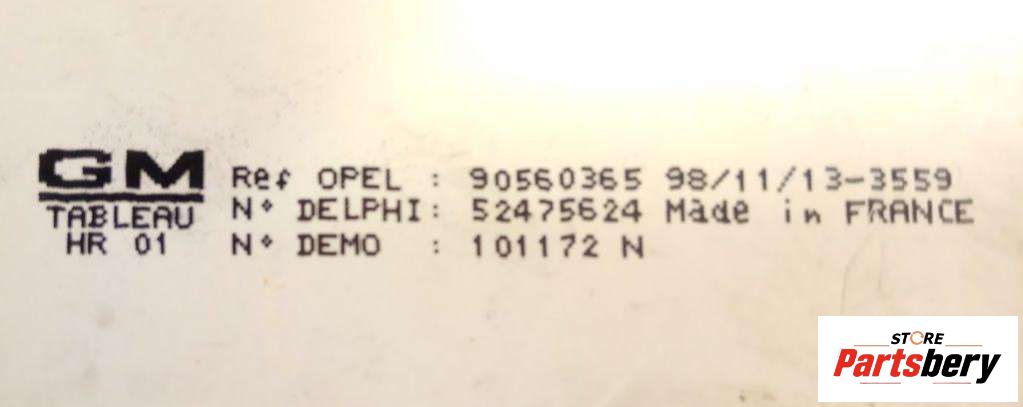 GM
TABLEAU
HR 01
Ref OPEL : 90560365 98/11/13-3559
N° DELPHI: 52475624 Made in FRANCE
N° DEMO : 101172 N
STORE
Partsbery